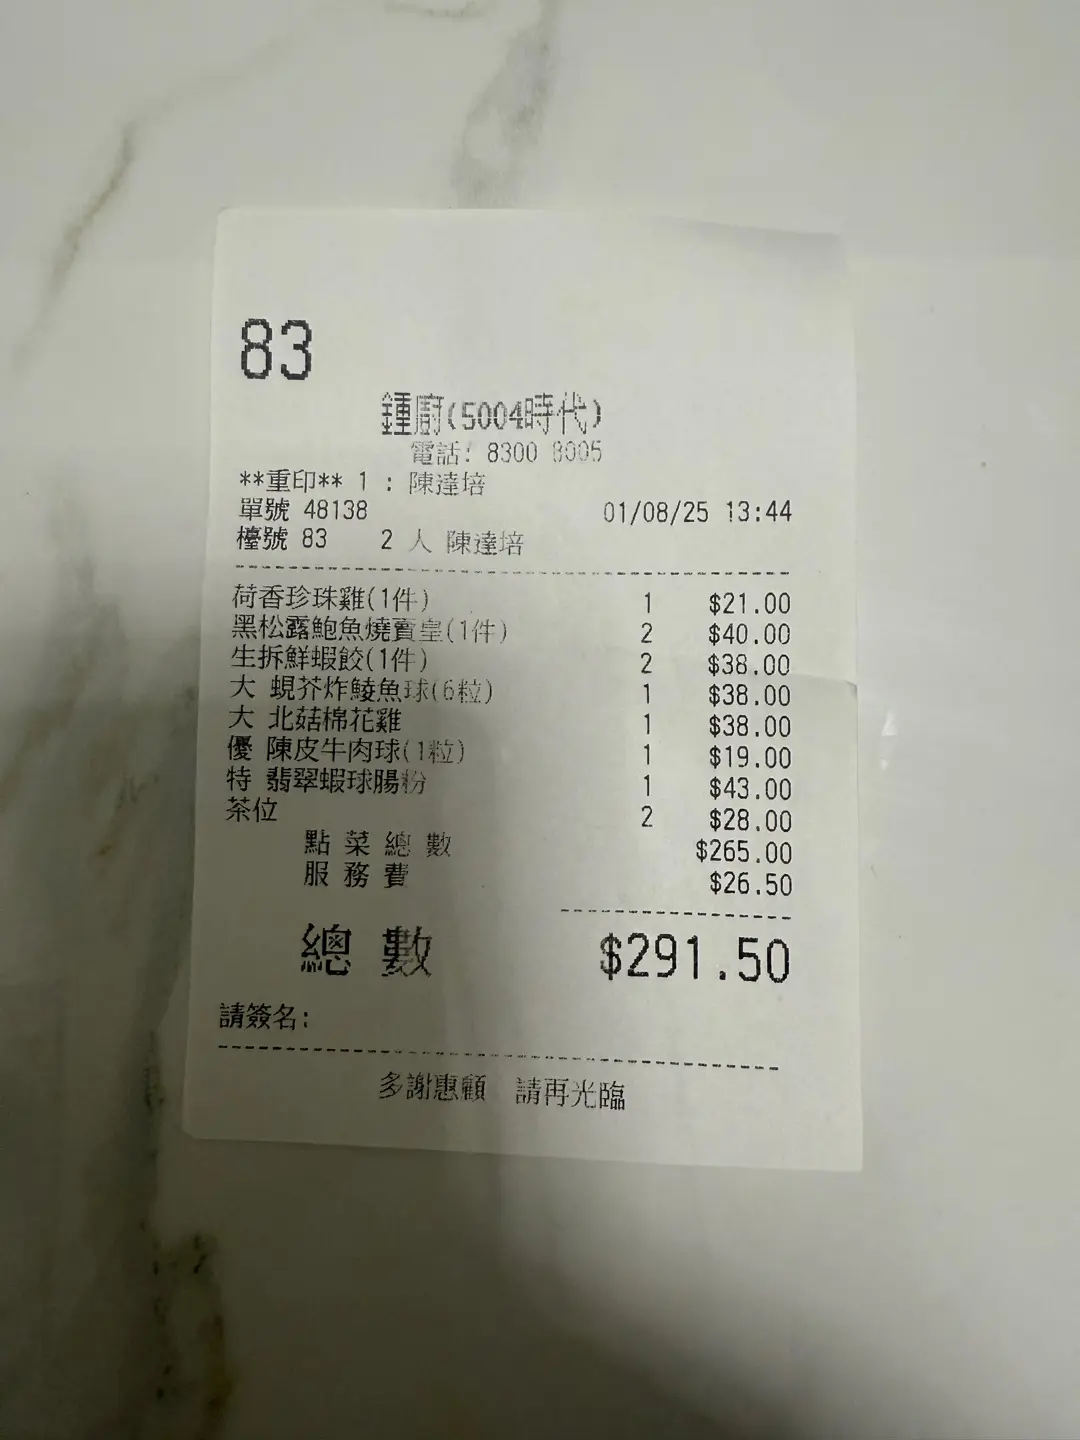 83
鍾廚(5004時代)
電話: 8300 8005
**重印** 1 : 陳達培
單號 48138 01/08/25 13:44
檯號 83 2 人 陳達培
荷香珍珠雞(1件) 1 $21.00
黑松露鮑魚燒賣皇(1件) 2 $40.00
生拆鮮蝦餃(1件) 2 $38.00
大 蜆芥炸鯪魚球(6粒) 1 $38.00
大 北菇棉花雞 1 $38.00
優 陳皮牛肉球(1粒) 1 $19.00
特 翡翠蝦球腸粉 1 $43.00
茶位 2 $28.00
點 菜 總 數 $265.00
服 務 費 $26.50
總 數 $291.50
請簽名:
多謝惠顧 請再光臨